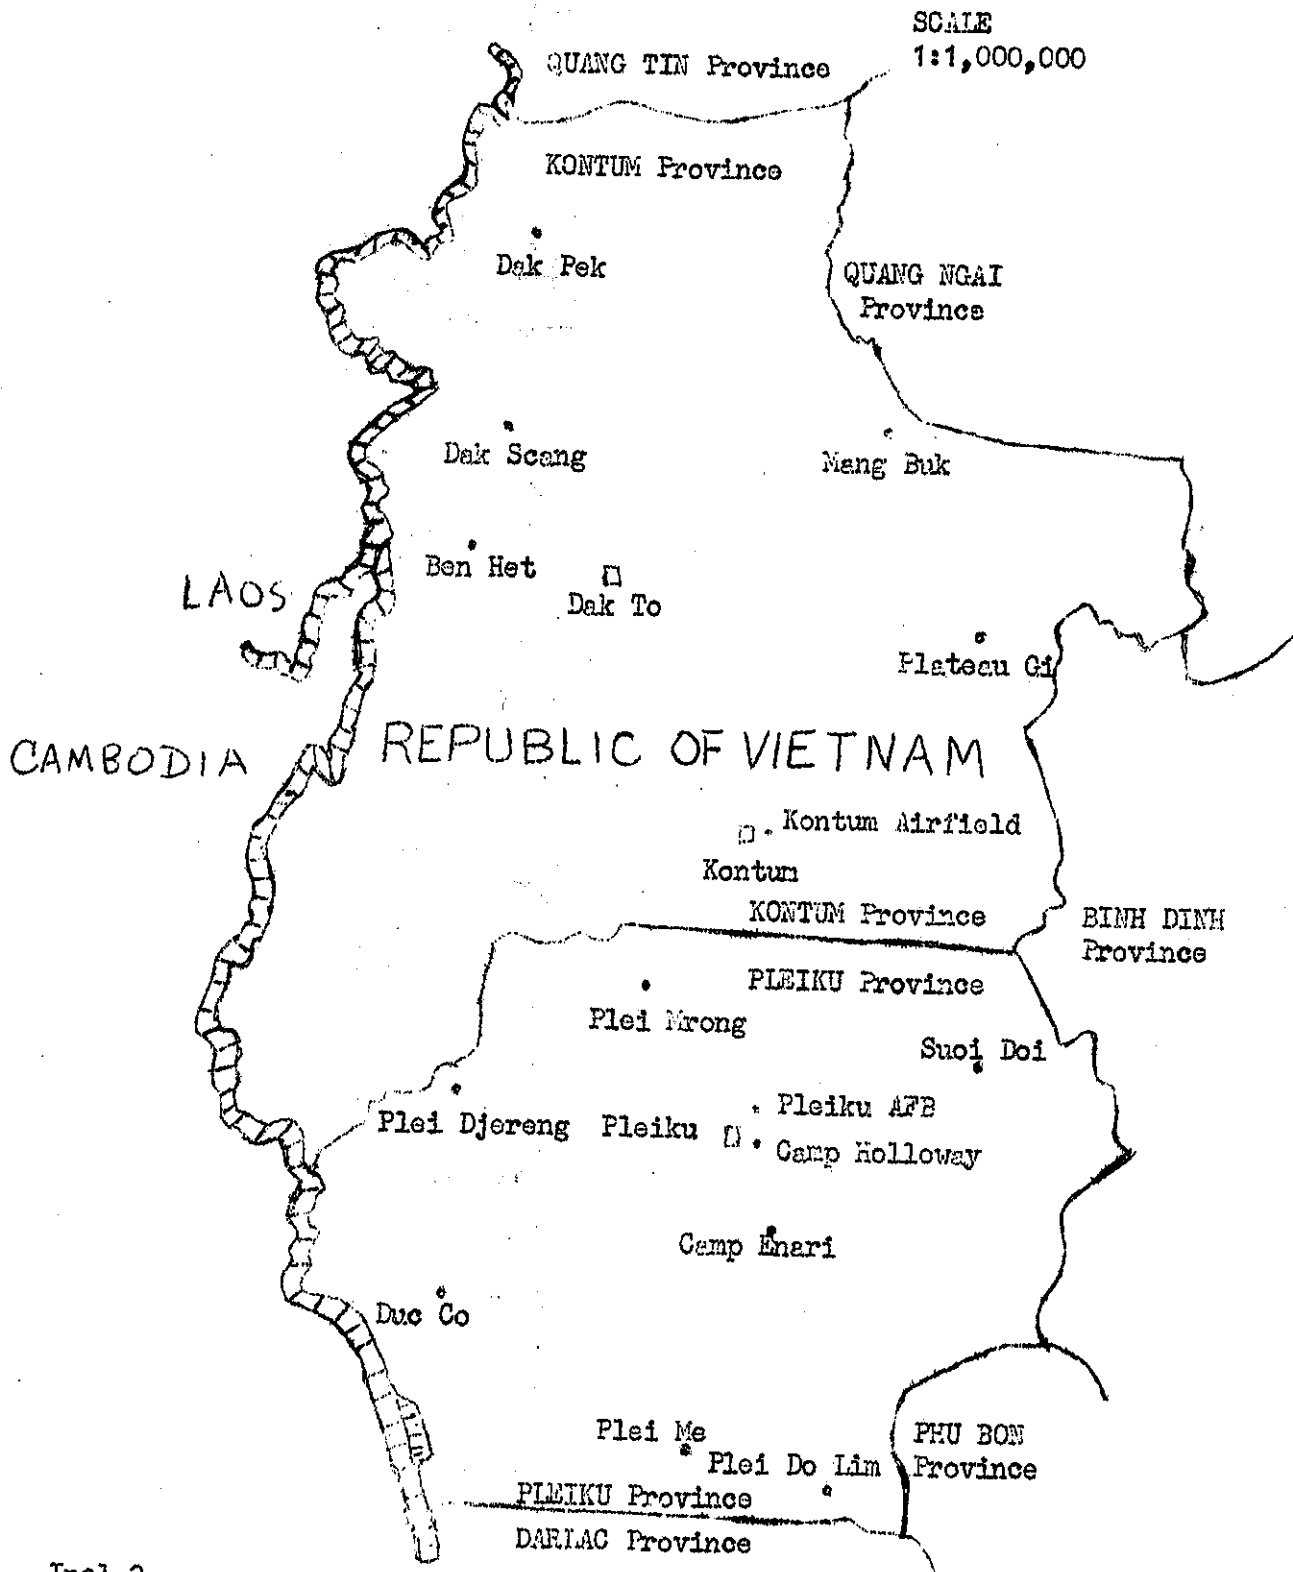 SCALE
1:1,000,000
QUANG TIN Province
KONTUM Province
Dak Pek
QUANG NGAI
Province
Dak Seang
Mang Buk
Ben Het
LAOS
Dak To
Plateau Gi
CAMBODIA
REPUBLIC OF VIETNAM
Kontum Airfield
Kontum
KONTUM Province
BINH DINH
Province
PLEIKU Province
Plei Mrong
Suoi Doi
Pleiku AFB
Plei Djereng
Pleiku
Camp Holloway
Camp Enari
Duc Co
Plei Me
PHU BON
Province
Plei Do Lim
PLEIKU Province
DARLAC Province